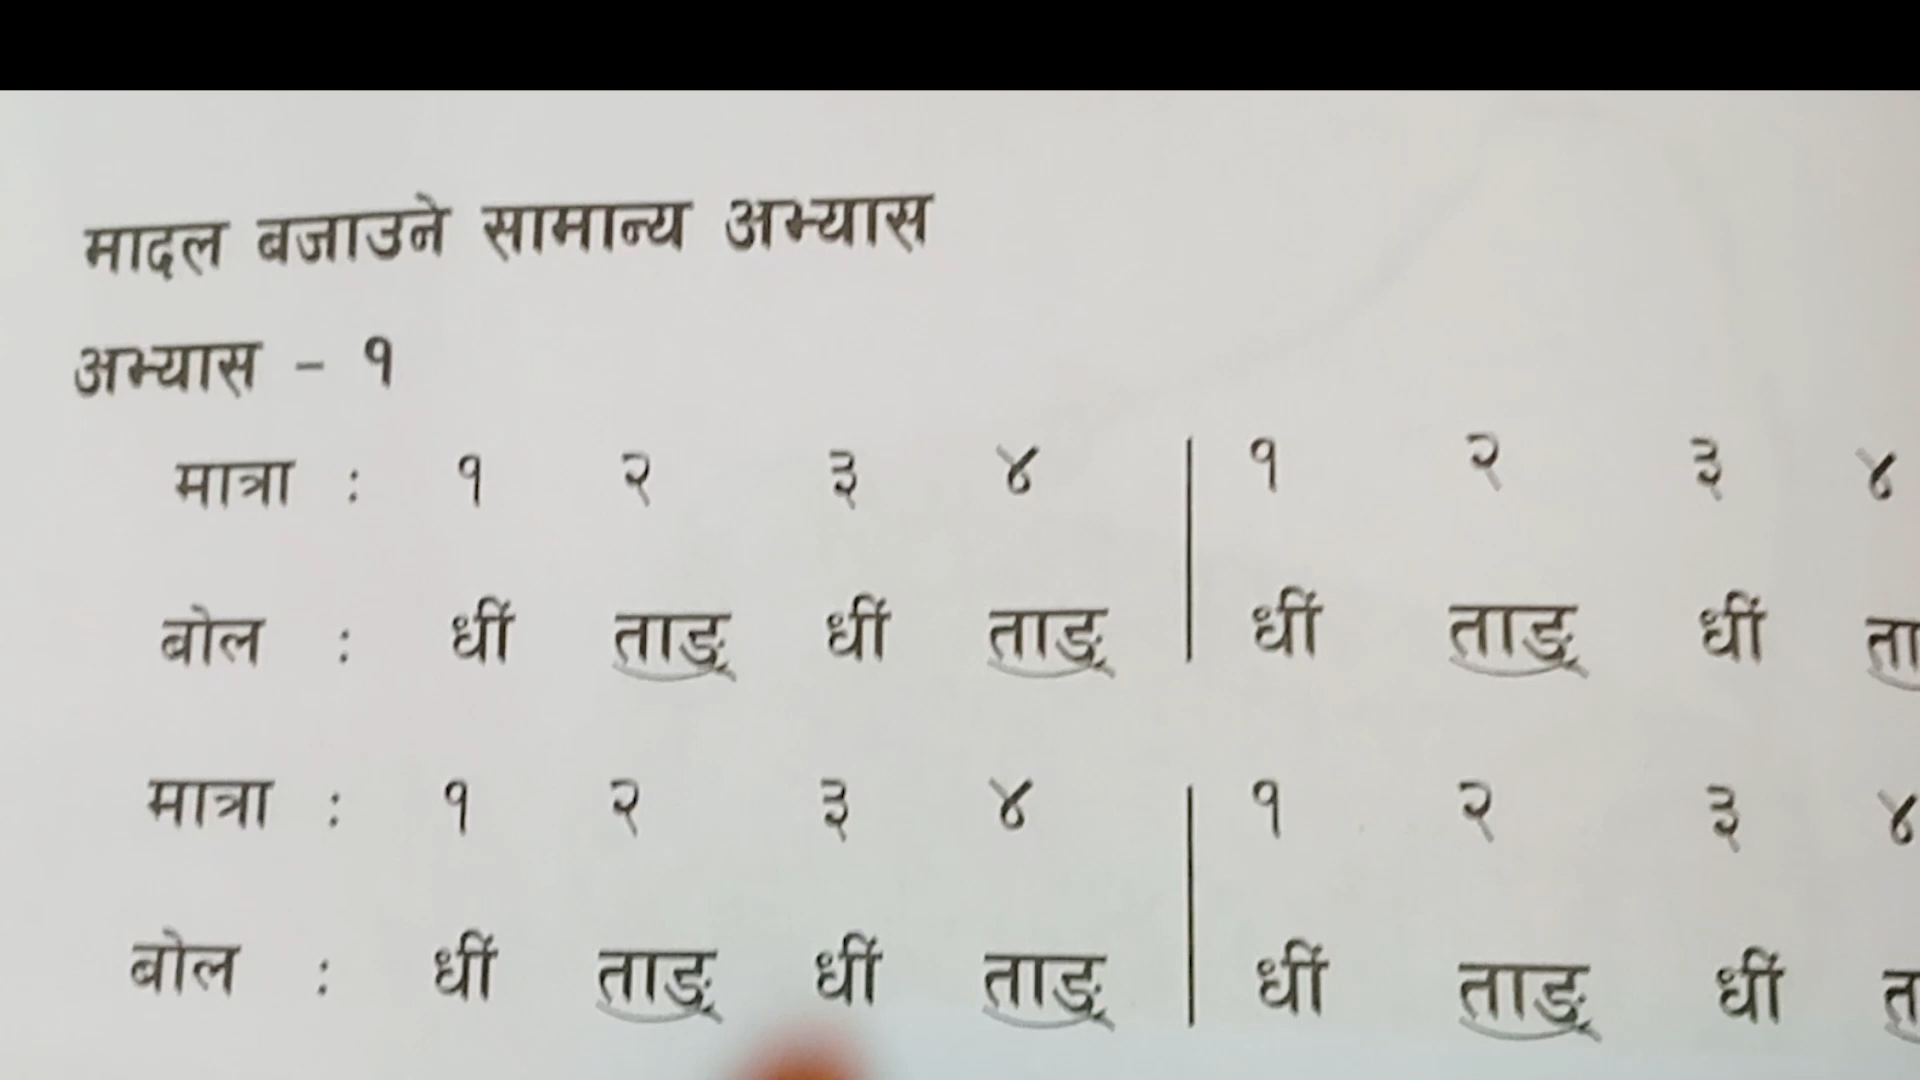 मादल बजाउने सामान्य अभ्यास
अभ्यास - १
मात्रा : १ २ ३ ४ | १ २ ३ ४
बोल : धीं ताङ् धीं ताङ् | धीं ताङ् धीं
मात्रा : १ २ ३ ४ | १ २ ३ ४
बोल : धीं ताङ् धीं ताङ् | धीं ताङ् धीं